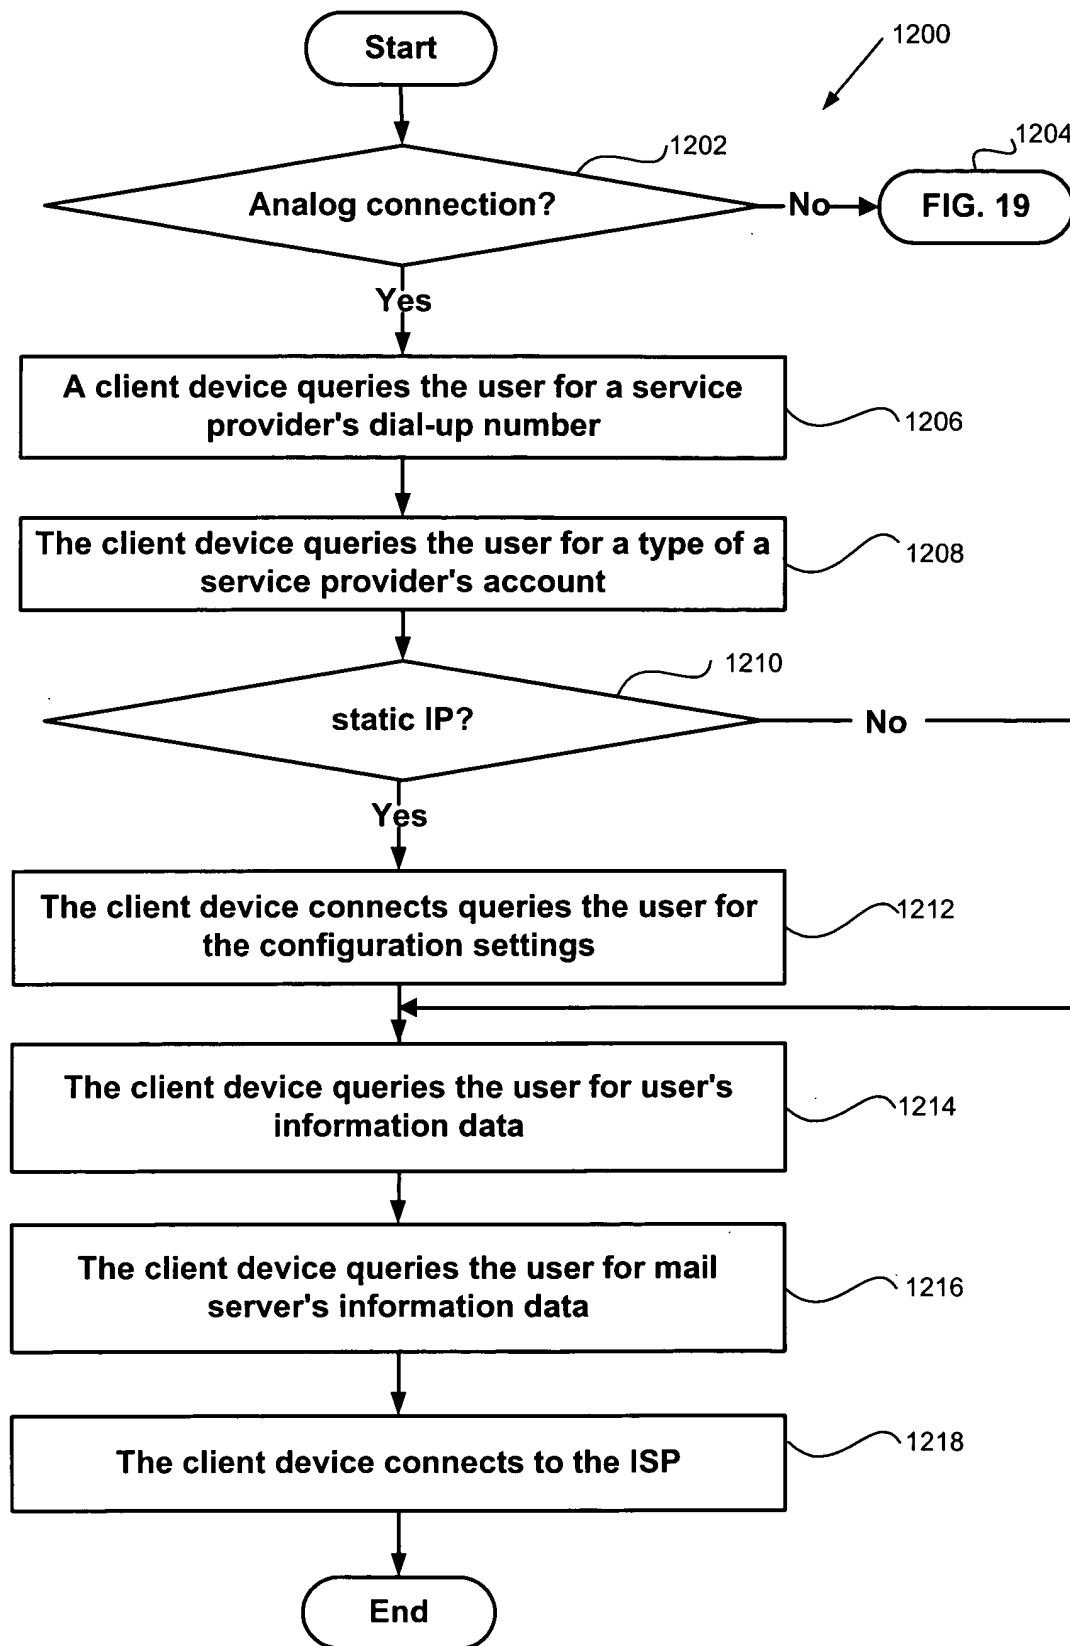 Start
1200
1202
1204
Analog connection?
No
FIG. 19
Yes
A client device queries the user for a service
provider's dial-up number
1206
The client device queries the user for a type of a
service provider's account
1208
1210
static IP?
No
Yes
The client device connects queries the user for
the configuration settings
1212
The client device queries the user for user's
information data
1214
The client device queries the user for mail
server's information data
1216
The client device connects to the ISP
1218
End